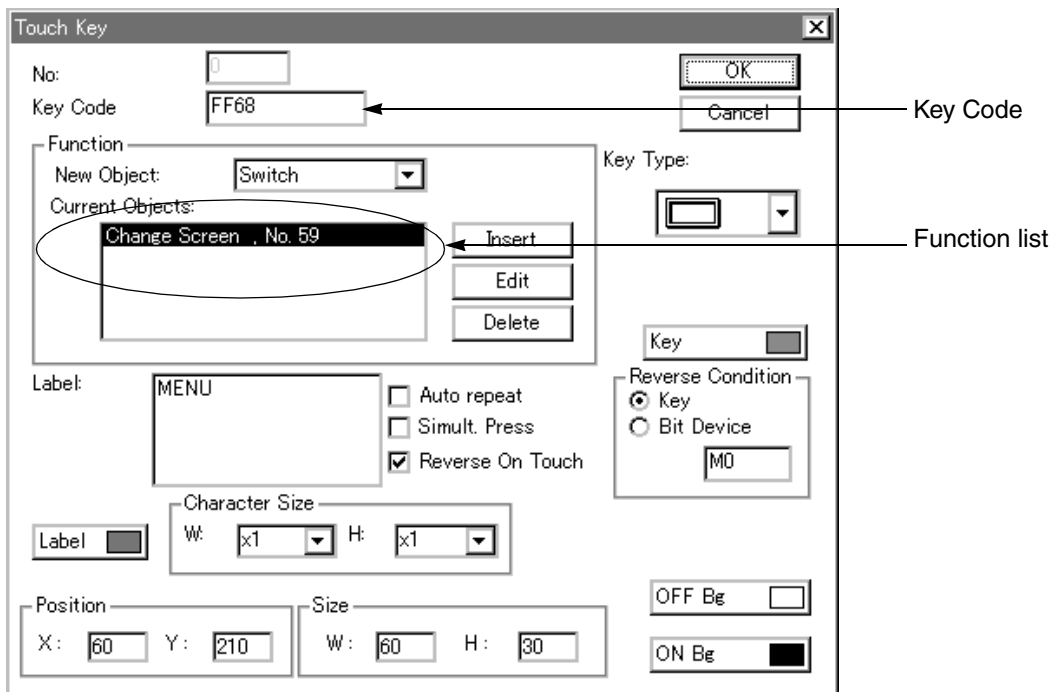 Touch Key
No: 0 OK
Key Code FF68 Cancel Key Code
Function
New Object: Switch Key Type:
Current Objects:
Change Screen , No. 59 Insert Function list
Edit
Delete
Key
Label: MENU Auto repeat Reverse Condition
Key
Simult. Press Bit Device
Reverse On Touch M0
Character Size
Label W: x1 H: x1
Position Size OFF Bg
X: 60 Y: 210 W: 60 H: 30 ON Bg